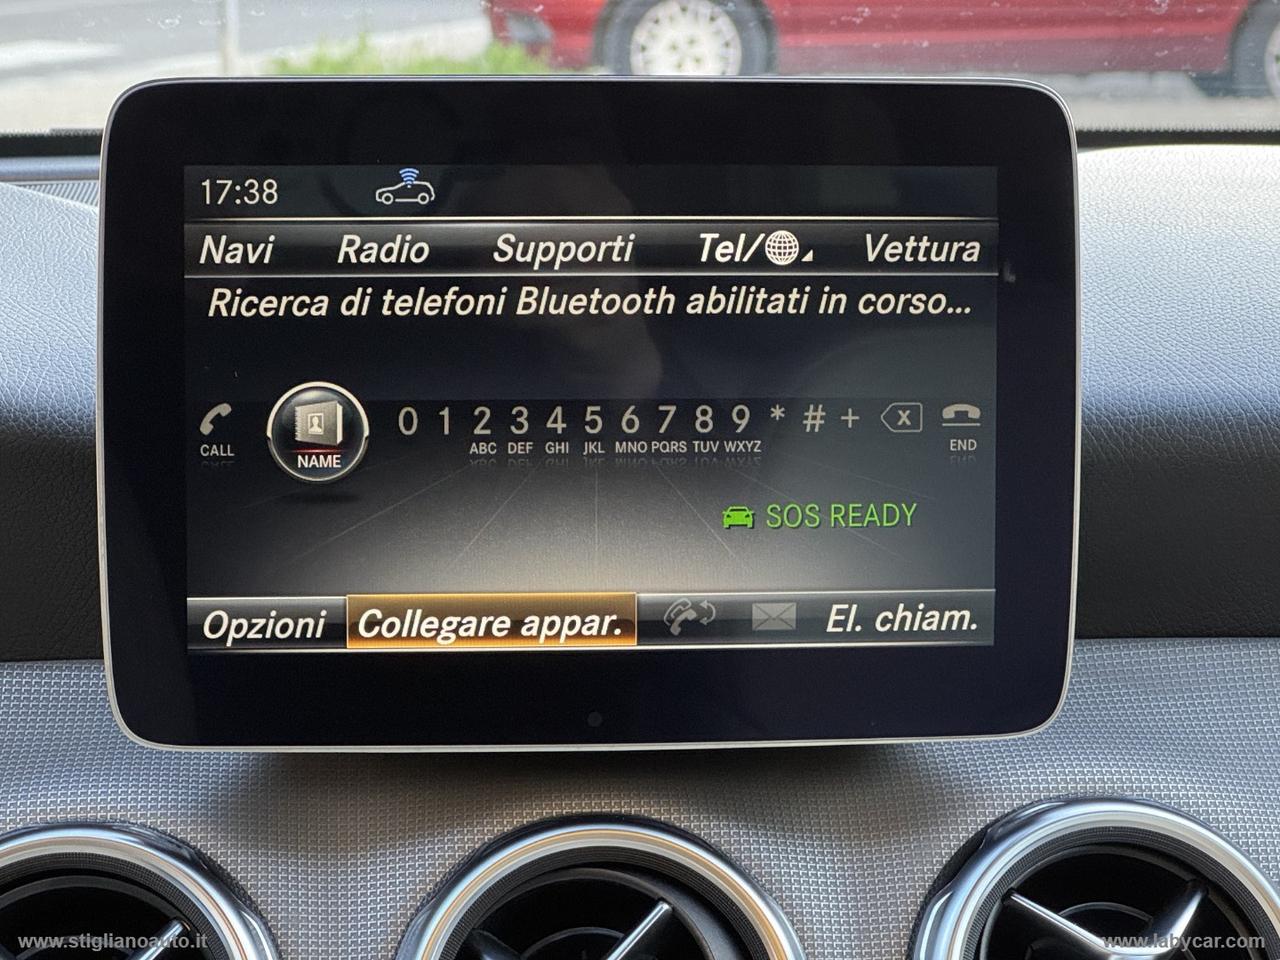 17:38
Navi Radio Supporti Tel/ Vettura
Ricerca di telefoni Bluetooth abilitati in corso...
0 1 2 3 4 5 6 7 8 9 * # + X
CALL NAME ABC DEF GHI JKL MNO PQRS TUV WXYZ END
SOS READY
Opzioni Collegare appar. El. chiam.
www.stiglianoauto.it www.labycar.com